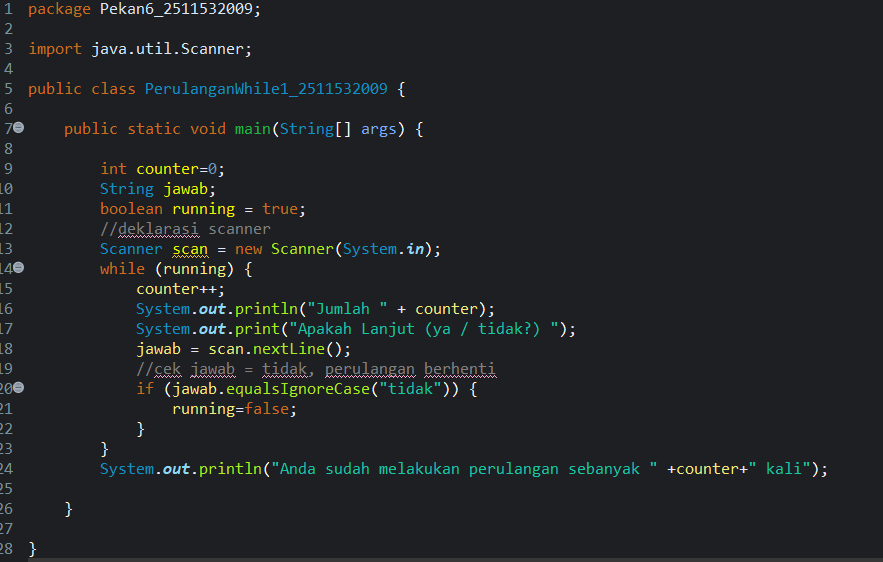 1 package Pekan6_2511532009;
2
3 import java.util.Scanner;
4
5 public class PerulanganWhile1_2511532009 {
6
7 public static void main(String[] args) {
8
9 int counter=0;
10 String jawab;
11 boolean running = true;
12 //deklarasi scanner
13 Scanner scan = new Scanner(System.in);
14 while (running) {
15 counter++;
16 System.out.println("Jumlah " + counter);
17 System.out.print("Apakah Lanjut (ya / tidak?) ");
18 jawab = scan.nextLine();
19 //cek jawab = tidak, perulangan berhenti
20 if (jawab.equalsIgnoreCase("tidak")) {
21 running=false;
22 }
23 }
24 System.out.println("Anda sudah melakukan perulangan sebanyak " +counter+" kali");
25
26 }
27
28 }